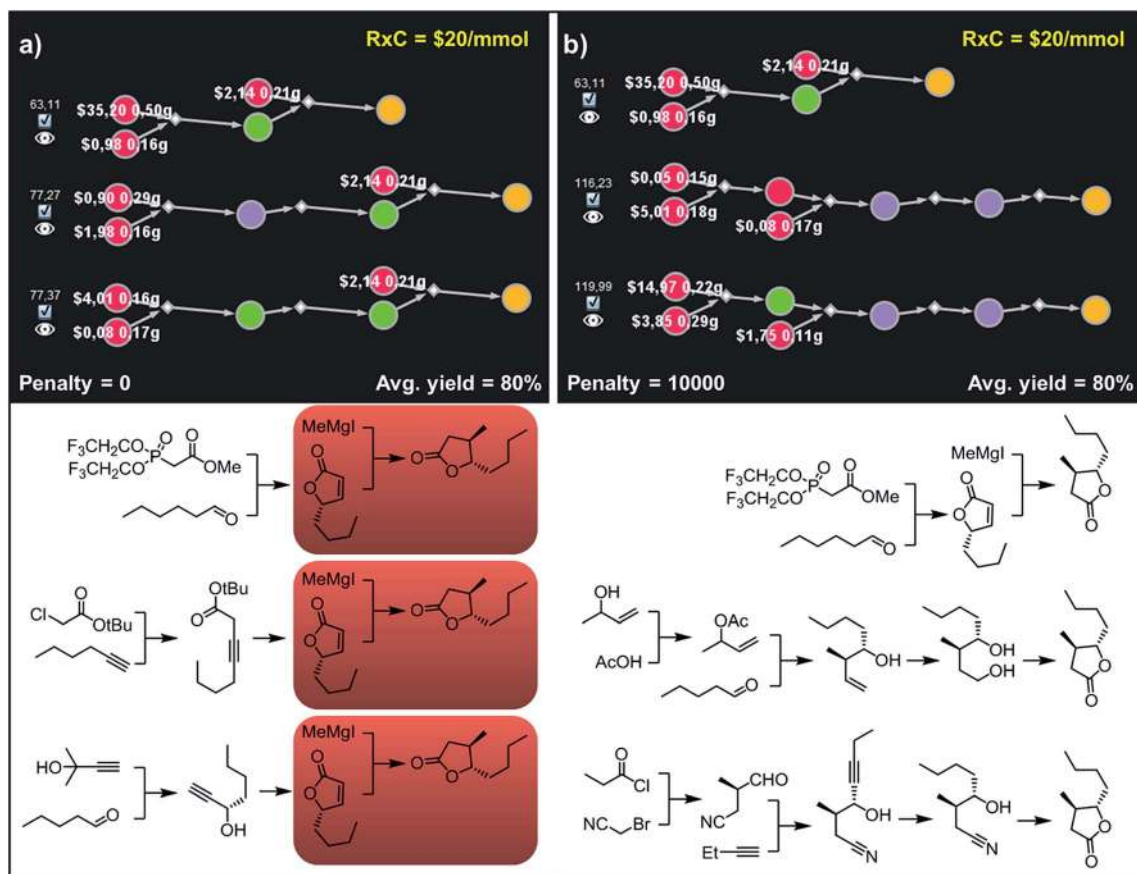 a)
RxC = $20/mmol
63,11
$35,20 0,50g
$0,98 0,16g
$2,14 0,21g
77,27
$0,90 0,29g
$1,98 0,16g
$2,14 0,21g
77,37
$4,01 0,16g
$0,08 0,17g
$2,14 0,21g
Penalty = 0
Avg. yield = 80%
b)
RxC = $20/mmol
63,11
$35,20 0,50g
$0,98 0,16g
$2,14 0,21g
116,23
$0,05 0,15g
$5,01 0,18g
$0,08 0,17g
119,99
$14,97 0,22g
$3,85 0,29g
$1,75 0,11g
Penalty = 10000
Avg. yield = 80%
F3CH2CO
F3CH2CO
P
O
O
OMe
O
MeMgI
O
O
O
O
Cl
O
OtBu
OtBu
O
MeMgI
O
O
O
O
HO
O
OH
MeMgI
O
O
O
O
F3CH2CO
F3CH2CO
P
O
O
OMe
O
MeMgI
O
O
O
O
OH
AcOH
OAc
O
OH
OH
OH
O
O
O
Cl
NC
Br
CHO
NC
Et
OH
N
OH
N
O
O